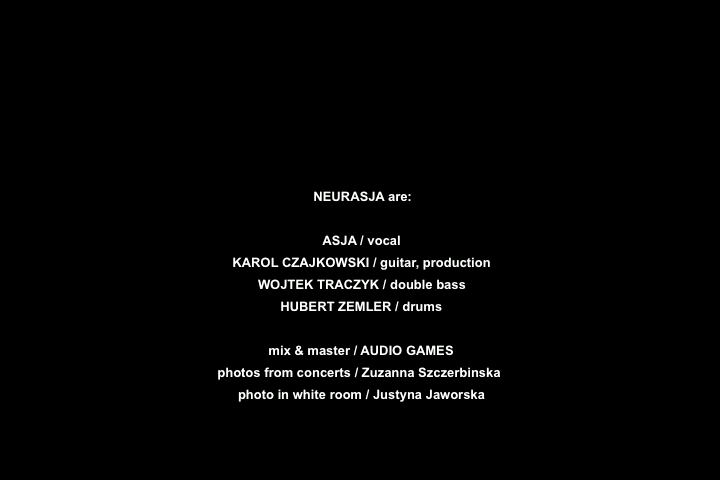 NEURASJA are:
ASJA / vocal
KAROL CZAJKOWSKI / guitar, production
WOJTEK TRACZYK / double bass
HUBERT ZEMLER / drums
mix & master / AUDIO GAMES
photos from concerts / Zuzanna Szczerbinska
photo in white room / Justyna Jaworska